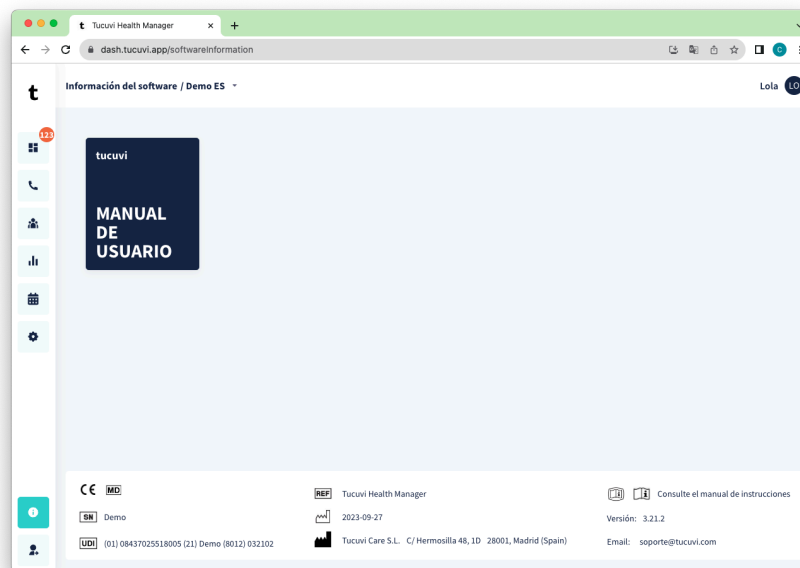 t Tucuvi Health Manager
dash.tucuvi.app/softwareInformation
C
t
Información del software / Demo ES
Lola
LO
123
tucuvi
MANUAL
DE
USUARIO
CE MD
REF Tucuvi Health Manager
i i Consulte el manual de instrucciones
SN Demo
2023-09-27
Versión: 3.21.2
UDI (01) 08437025518005 (21) Demo (8012) 032102
Tucuvi Care S.L. C/ Hermosilla 48, 1D 28001, Madrid (Spain)
Email: soporte@tucuvi.com